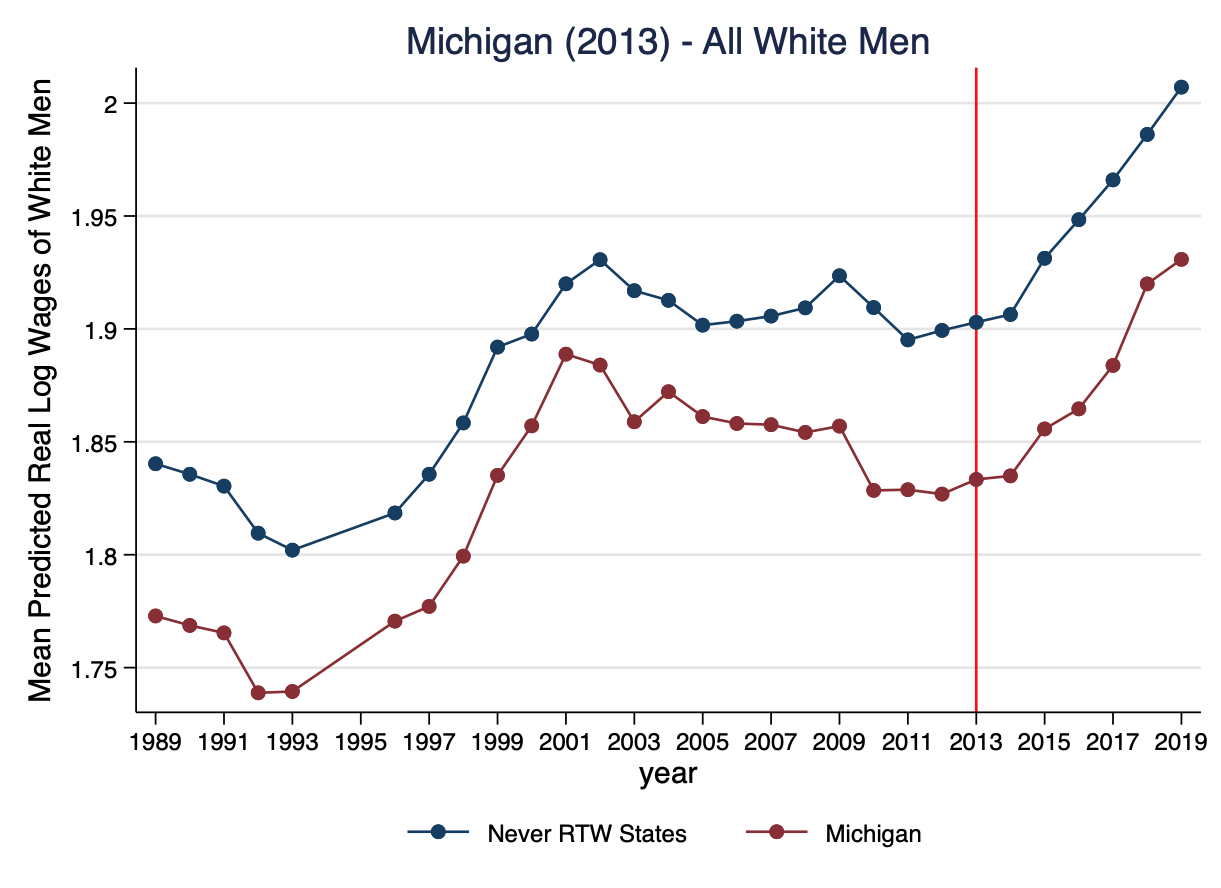 Michigan (2013) - All White Men
Mean Predicted Real Log Wages of White Men
2
1.95
1.9
1.85
1.8
1.75
1989 1991 1993 1995 1997 1999 2001 2003 2005 2007 2009 2011 2013 2015 2017 2019
year
Never RTW States Michigan